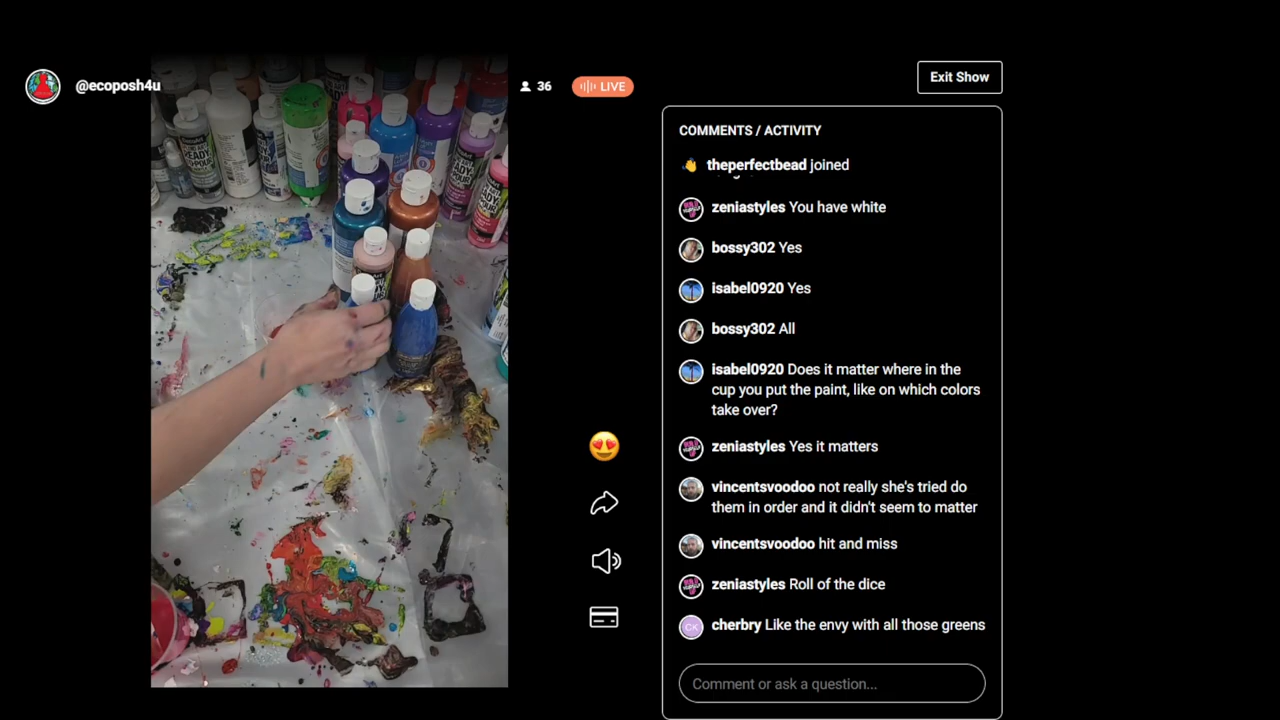 @ecoposh4u
36
LIVE
Exit Show
COMMENTS / ACTIVITY
theperfectbead joined
zeniastyles You have white
bossy302 Yes
isabel0920 Yes
bossy302 All
isabel0920 Does it matter where in the
cup you put the paint, like on which colors
take over?
zeniastyles Yes it matters
vincentsvoodoo not really she's tried do
them in order and it didn't seem to matter
vincentsvoodoo hit and miss
zeniastyles Roll of the dice
CK
cherbry Like the envy with all those greens
Comment or ask a question...